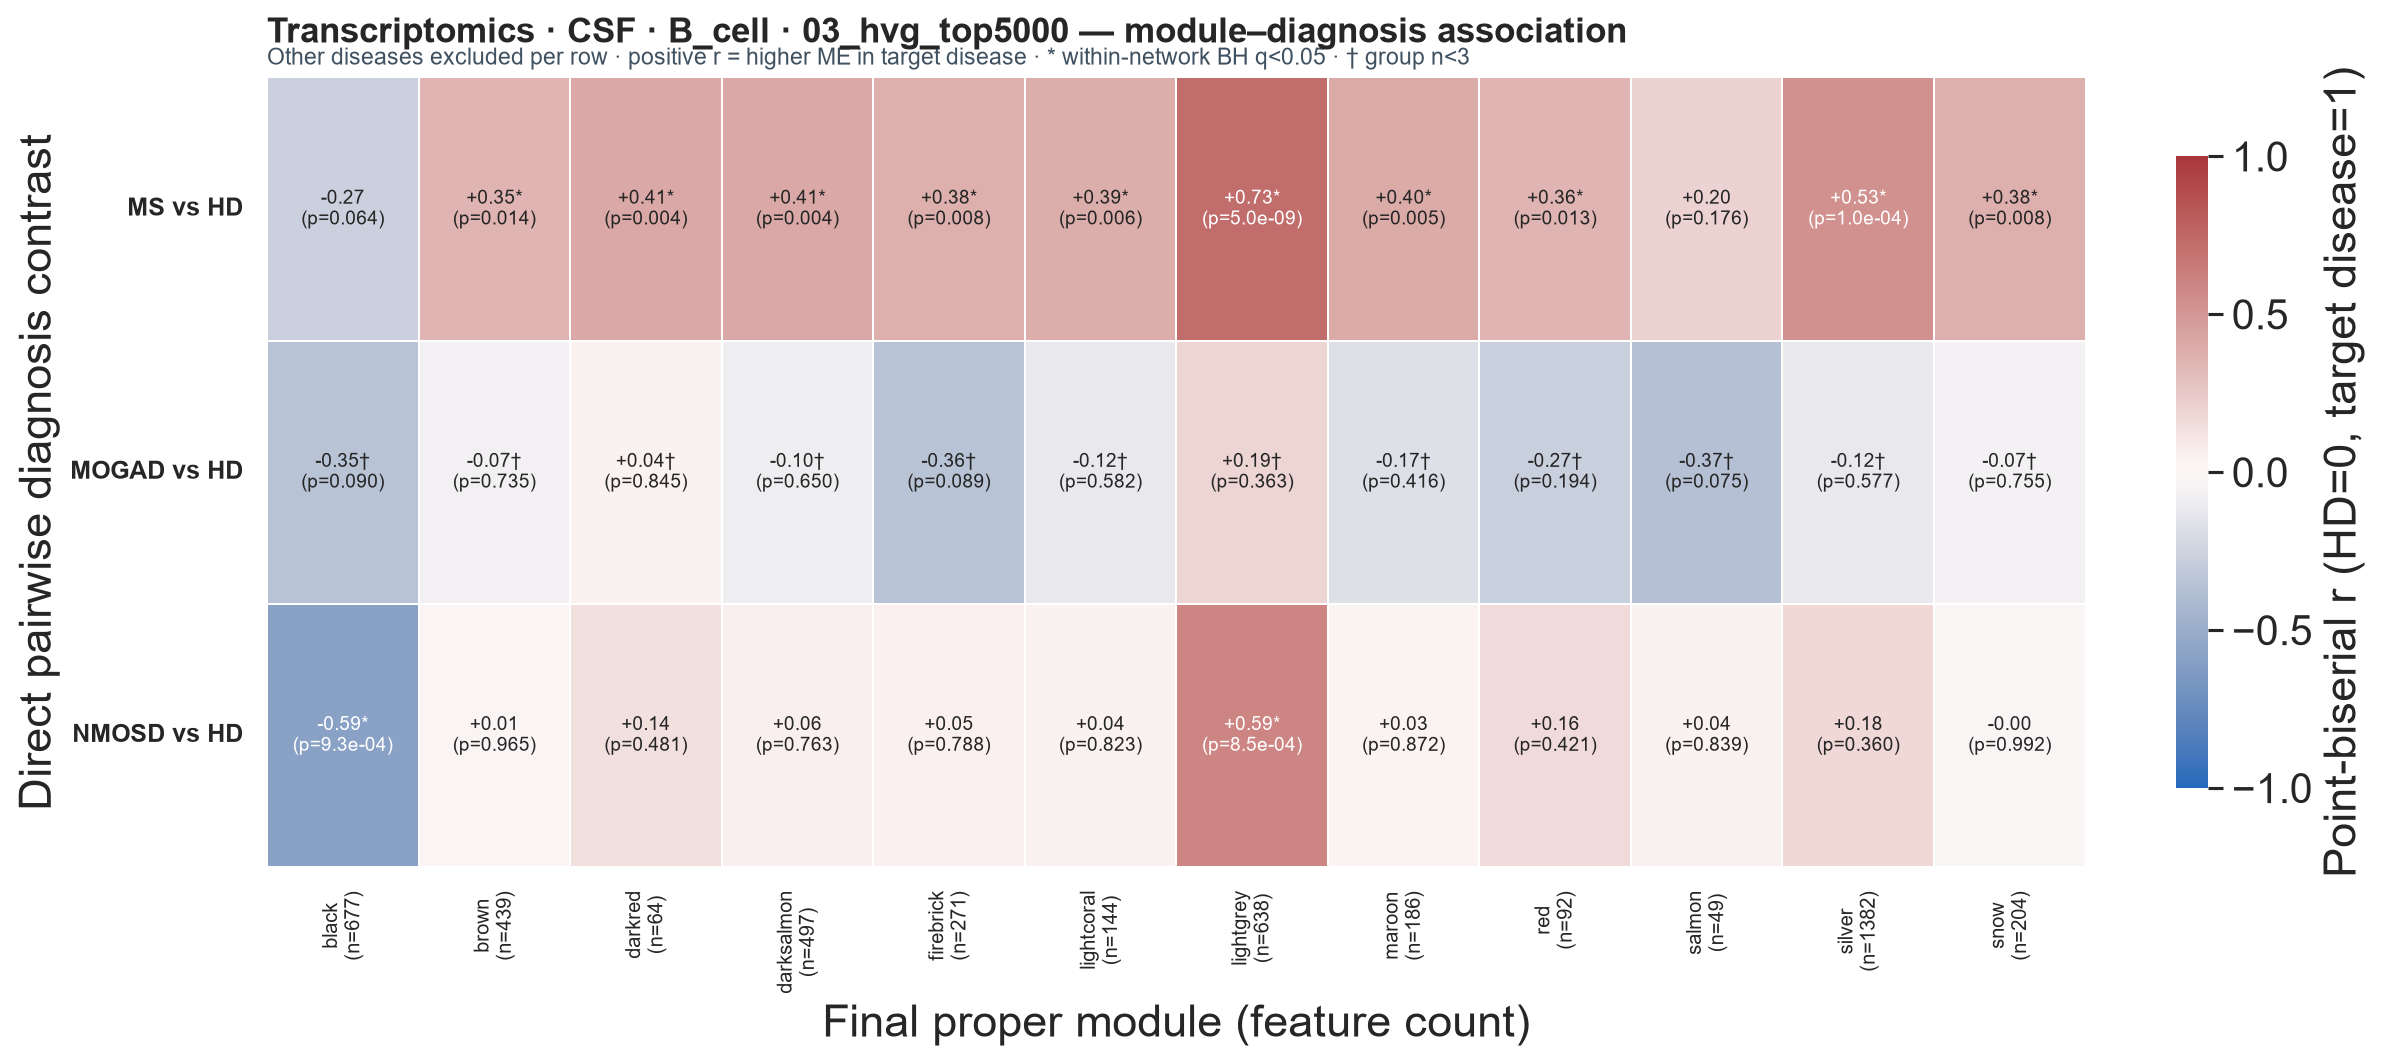 Transcriptomics · CSF · B_cell · 03_hvg_top5000 — module–diagnosis association
Other diseases excluded per row · positive r = higher ME in target disease · * within-network BH q<0.05 · † group n<3
Direct pairwise diagnosis contrast
MS vs HD
-0.27
(p=0.064)
+0.35*
(p=0.014)
+0.41*
(p=0.004)
+0.41*
(p=0.004)
+0.38*
(p=0.008)
+0.39*
(p=0.006)
+0.73*
(p=5.0e-09)
+0.40*
(p=0.005)
+0.36*
(p=0.013)
+0.20
(p=0.176)
+0.53*
(p=1.0e-04)
+0.38*
(p=0.008)
MOGAD vs HD
-0.35†
(p=0.090)
-0.07†
(p=0.735)
+0.04†
(p=0.845)
-0.10†
(p=0.650)
-0.36†
(p=0.089)
-0.12†
(p=0.582)
+0.19†
(p=0.363)
-0.17†
(p=0.416)
-0.27†
(p=0.194)
-0.37†
(p=0.075)
-0.12†
(p=0.577)
-0.07†
(p=0.755)
NMOSD vs HD
-0.59*
(p=9.3e-04)
+0.01
(p=0.965)
+0.14
(p=0.481)
+0.06
(p=0.763)
+0.05
(p=0.788)
+0.04
(p=0.823)
+0.59*
(p=8.5e-04)
+0.03
(p=0.872)
+0.16
(p=0.421)
+0.04
(p=0.839)
+0.18
(p=0.360)
-0.00
(p=0.992)
black
(n=677)
brown
(n=439)
darkred
(n=64)
darksalmon
(n=497)
firebrick
(n=271)
lightcoral
(n=144)
lightgrey
(n=638)
maroon
(n=186)
red
(n=92)
salmon
(n=49)
silver
(n=1382)
snow
(n=204)
Final proper module (feature count)
1.0
0.5
0.0
−0.5
−1.0
Point-biserial r (HD=0, target disease=1)